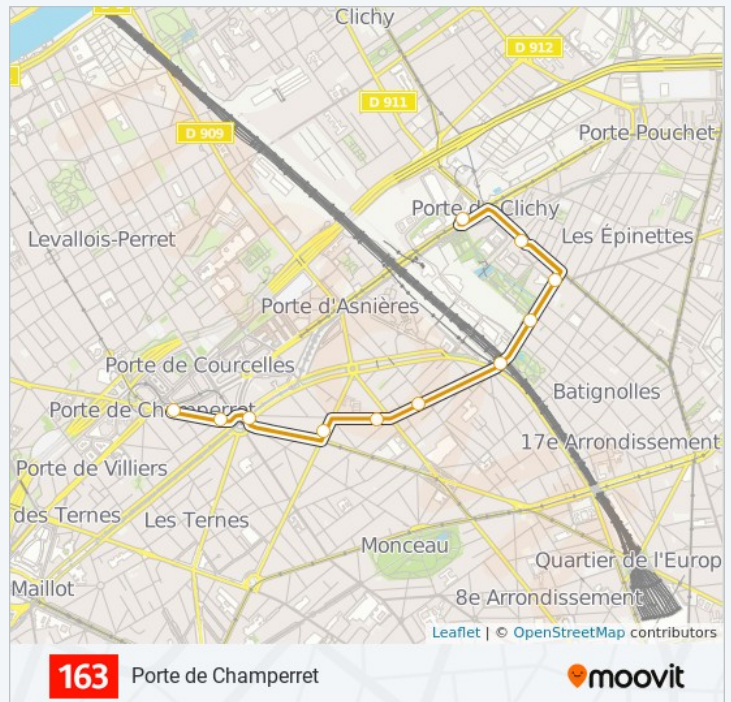 Clichy
D 912
D 911
Porte Pouchet
D 909
Porte de Clichy
Les Épinettes
Levallois-Perret
Porte d'Asnières
Porte de Courcelles
Batignolles
Porte de Champerret
17e Arrondissement
Porte de Villiers
des Ternes
Les Ternes
Monceau
Quartier de l'Europ
Maillot
8e Arrondissement
Leaflet | © OpenStreetMap contributors
163 Porte de Champerret
moovit